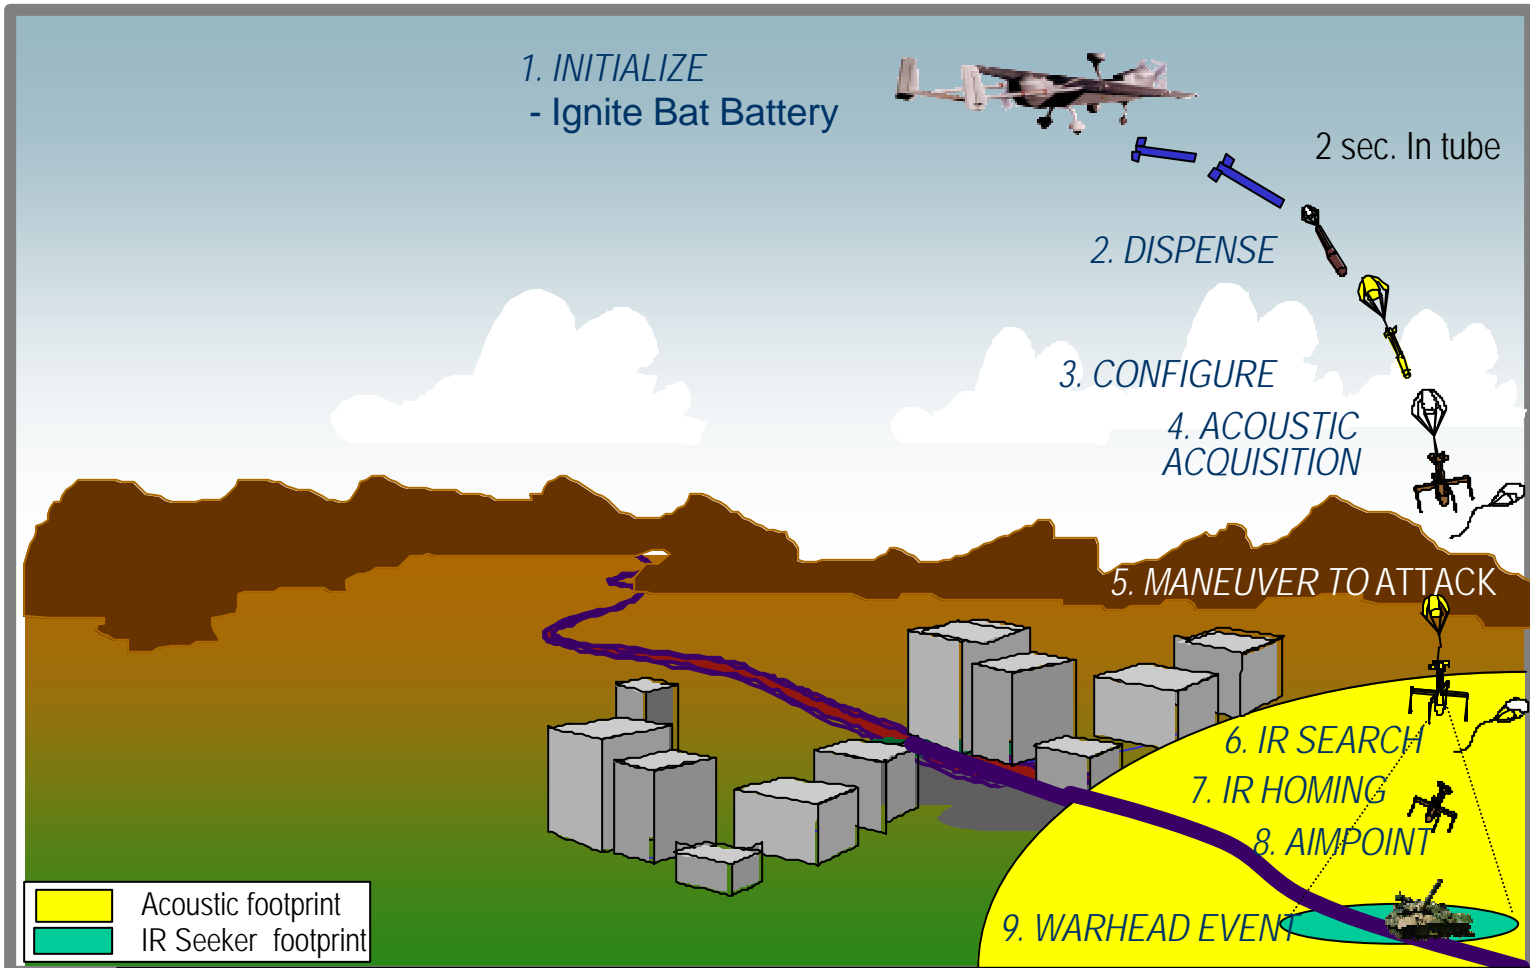 1. INITIALIZE
- Ignite Bat Battery
2 sec. In tube
2. DISPENSE
3. CONFIGURE
4. ACOUSTIC
ACQUISITION
5. MANEUVER TO ATTACK
6. IR SEARCH
7. IR HOMING
8. AIMPOINT
9. WARHEAD EVENT
Acoustic footprint
IR Seeker footprint